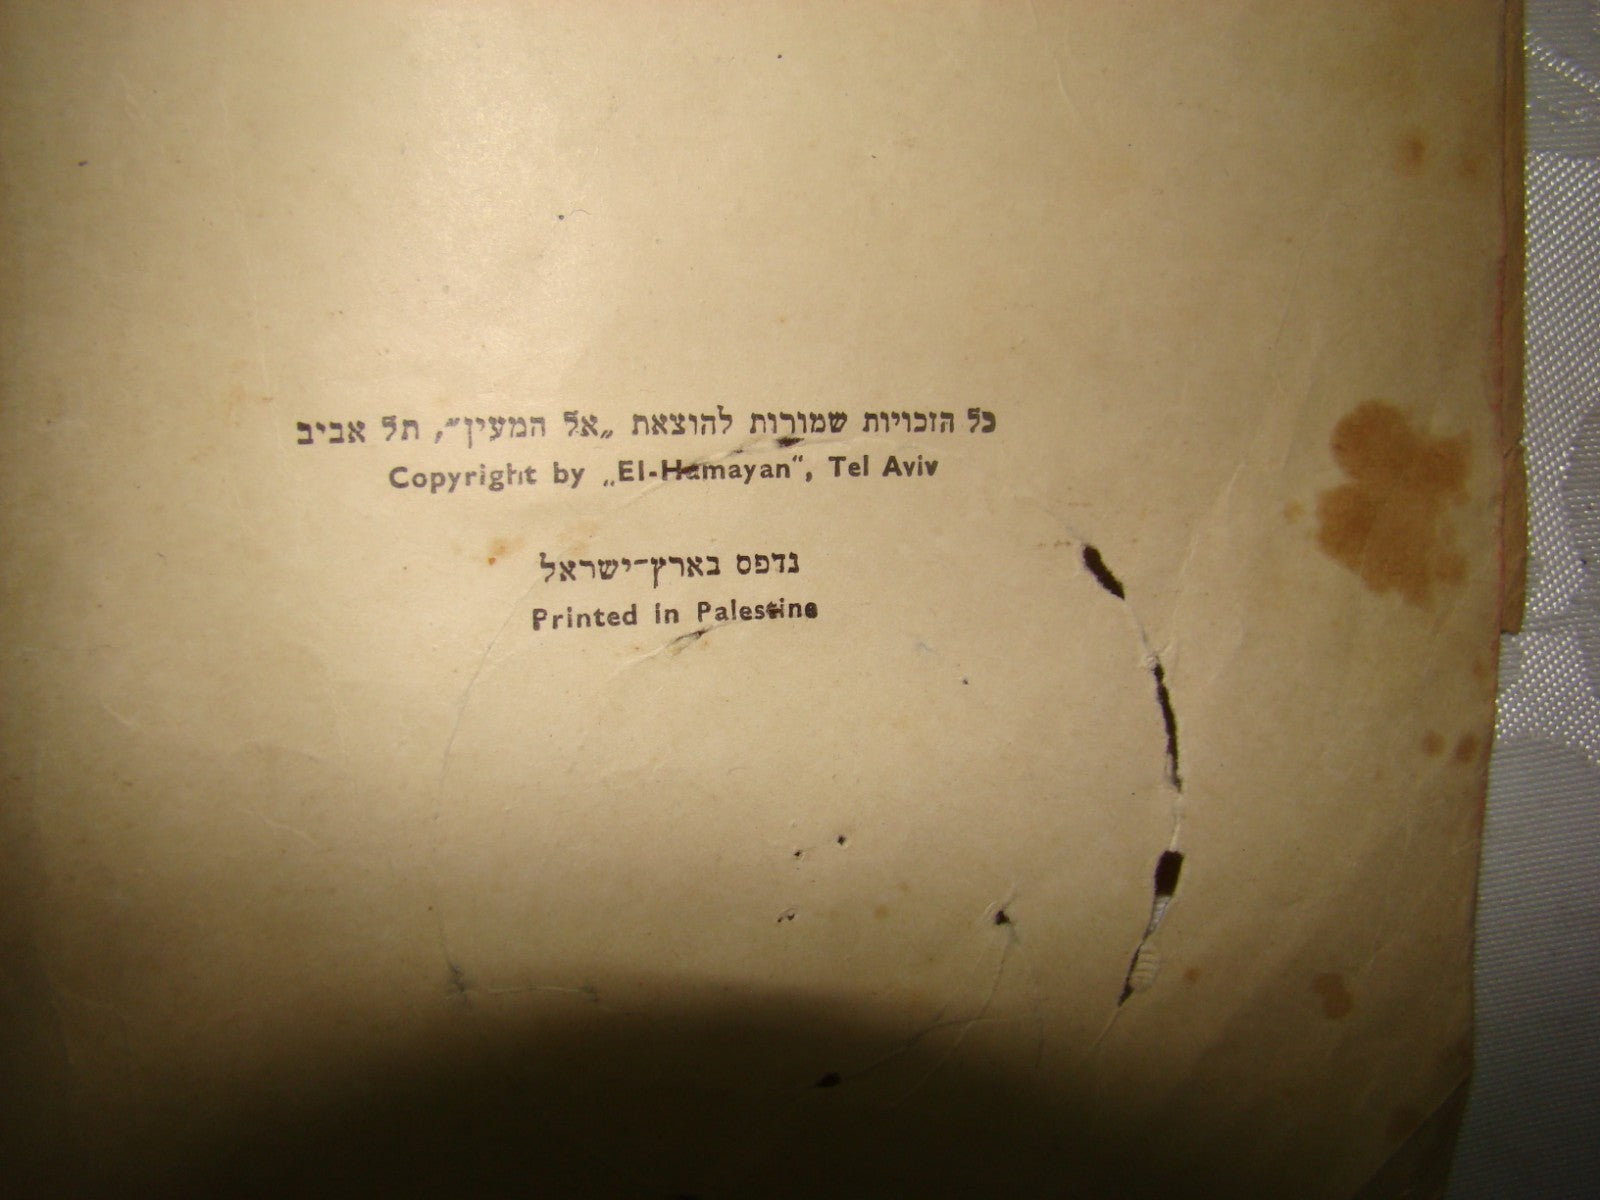 כל הזכויות שמורות להוצאת „אל המעין״, תל אביב
Copyright by „El-Hamayan“, Tel Aviv
נדפס בארץ־ישראל
Printed in Palestine